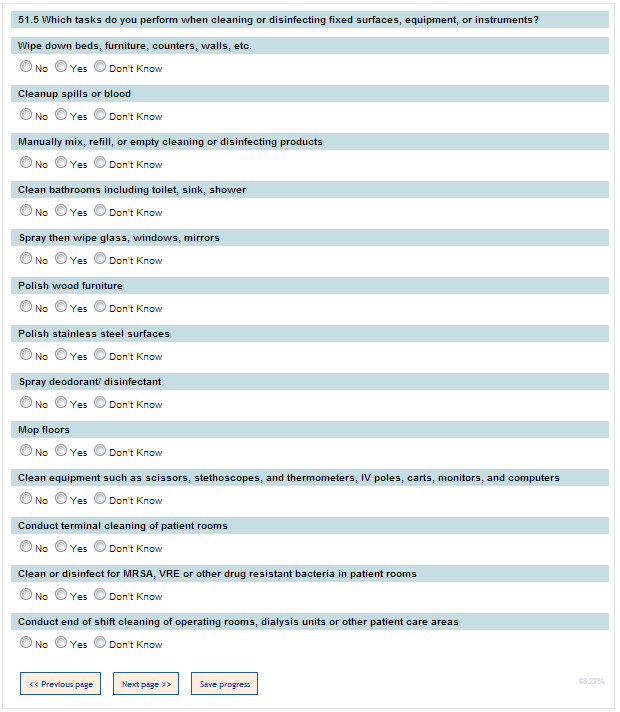 51.5 Which tasks do you perform when cleaning or disinfecting fixed surfaces, equipment, or instruments?
Wipe down beds, furniture, counters, walls, etc.
No Yes Don't Know
Cleanup spills or blood
No Yes Don't Know
Manually mix, refill, or empty cleaning or disinfecting products
No Yes Don't Know
Clean bathrooms including toilet, sink, shower
No Yes Don't Know
Spray then wipe glass, windows, mirrors
No Yes Don't Know
Polish wood furniture
No Yes Don't Know
Polish stainless steel surfaces
No Yes Don't Know
Spray deodorant/ disinfectant
No Yes Don't Know
Mop floors
No Yes Don't Know
Clean equipment such as scissors, stethoscopes, and thermometers, IV poles, carts, monitors, and computers
No Yes Don't Know
Conduct terminal cleaning of patient rooms
No Yes Don't Know
Clean or disinfect for MRSA, VRE or other drug resistant bacteria in patient rooms
No Yes Don't Know
Conduct end of shift cleaning of operating rooms, dialysis units or other patient care areas
No Yes Don't Know
<< Previous page Next page >> Save progress 68.22%